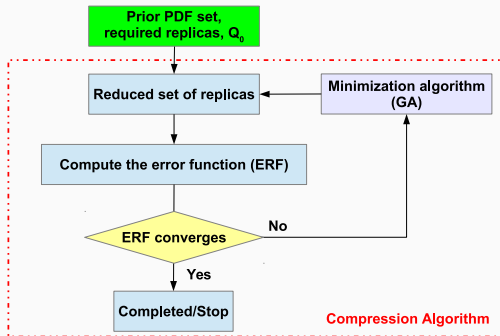 Prior PDF set,
required replicas, Q₀
Reduced set of replicas
Minimization algorithm
(GA)
Compute the error function (ERF)
ERF converges
No
Yes
Completed/Stop
Compression Algorithm